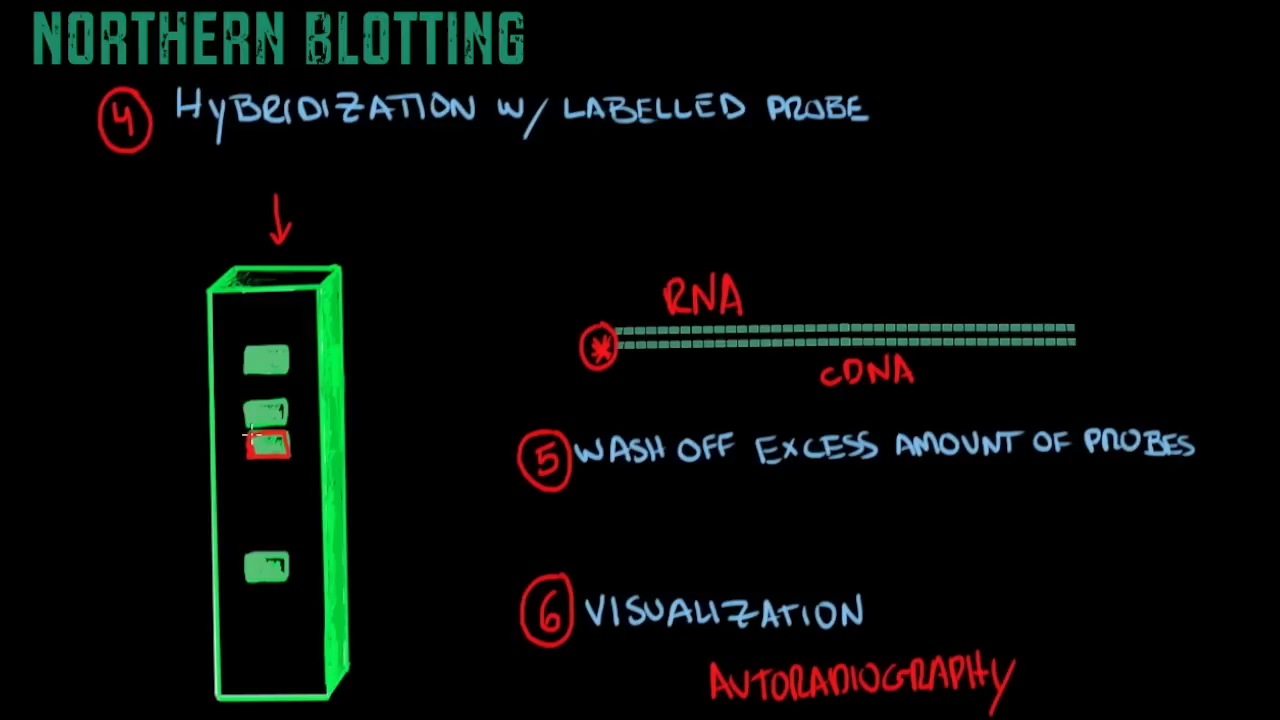 NORTHERN BLOTTING
4 HYBRIDIZATION W/ LABELLED PROBE
RNA
*
cDNA
5 WASH OFF EXCESS AMOUNT OF PROBES
6 VISUALIZATION
AUTORADIOGRAPHY